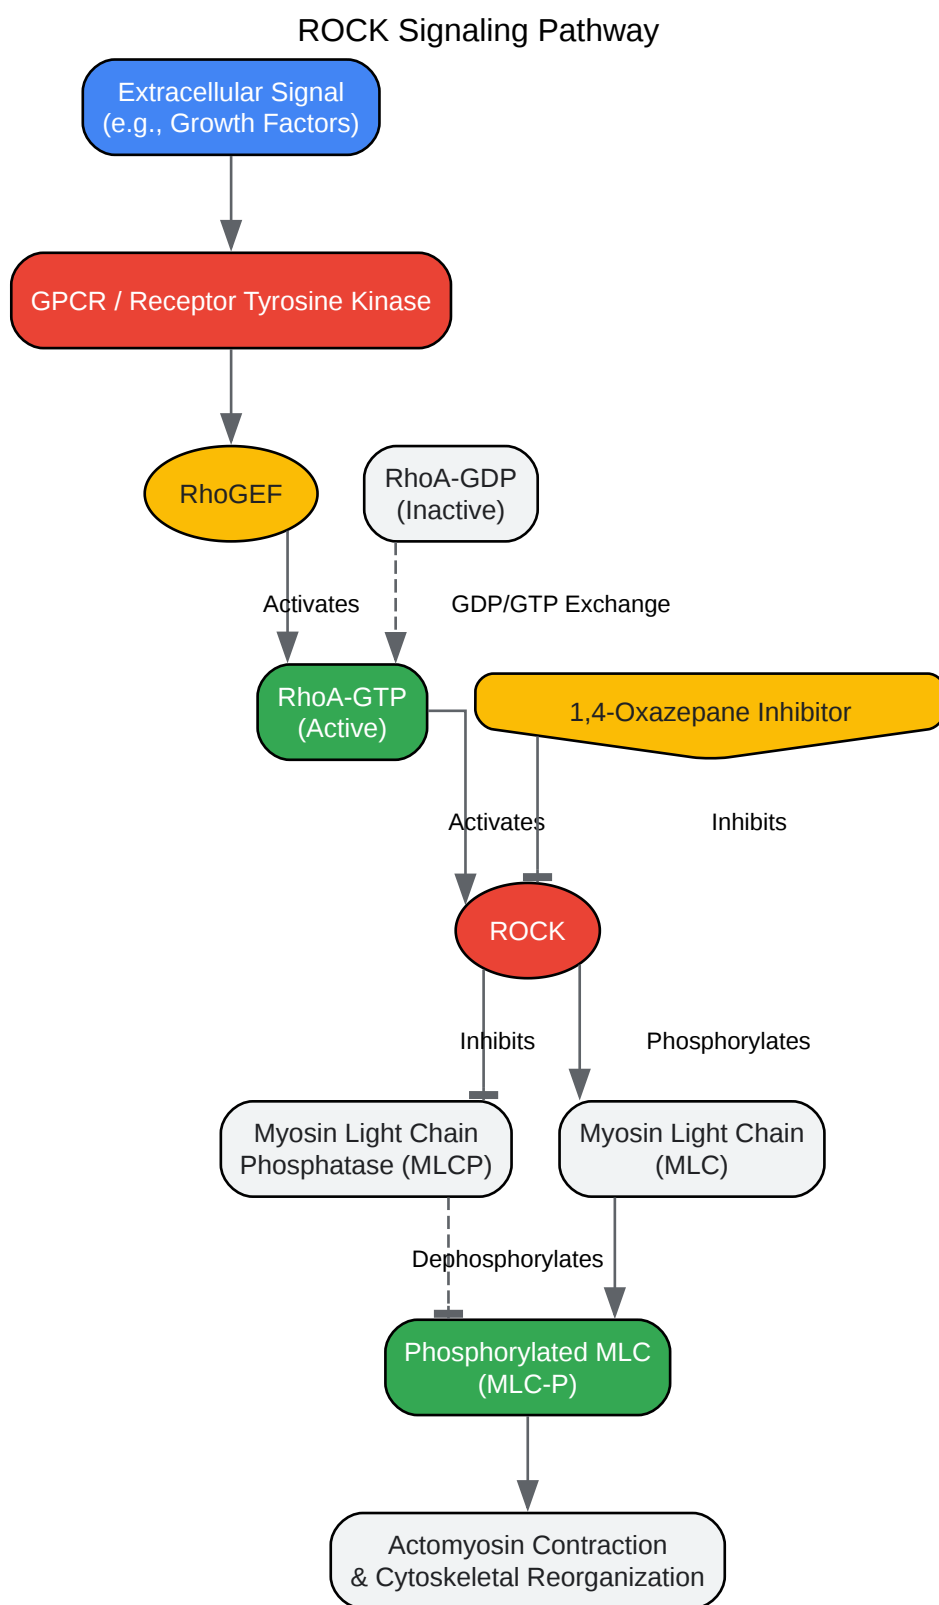 ROCK Signaling Pathway
Extracellular Signal
(e.g., Growth Factors)
GPCR / Receptor Tyrosine Kinase
RhoGEF
RhoA-GDP
(Inactive)
Activates
GDP/GTP Exchange
RhoA-GTP
(Active)
1,4-Oxazepane Inhibitor
Activates
Inhibits
ROCK
Inhibits
Phosphorylates
Myosin Light Chain
Phosphatase (MLCP)
Myosin Light Chain
(MLC)
Dephosphorylates
Phosphorylated MLC
(MLC-P)
Actomyosin Contraction
& Cytoskeletal Reorganization